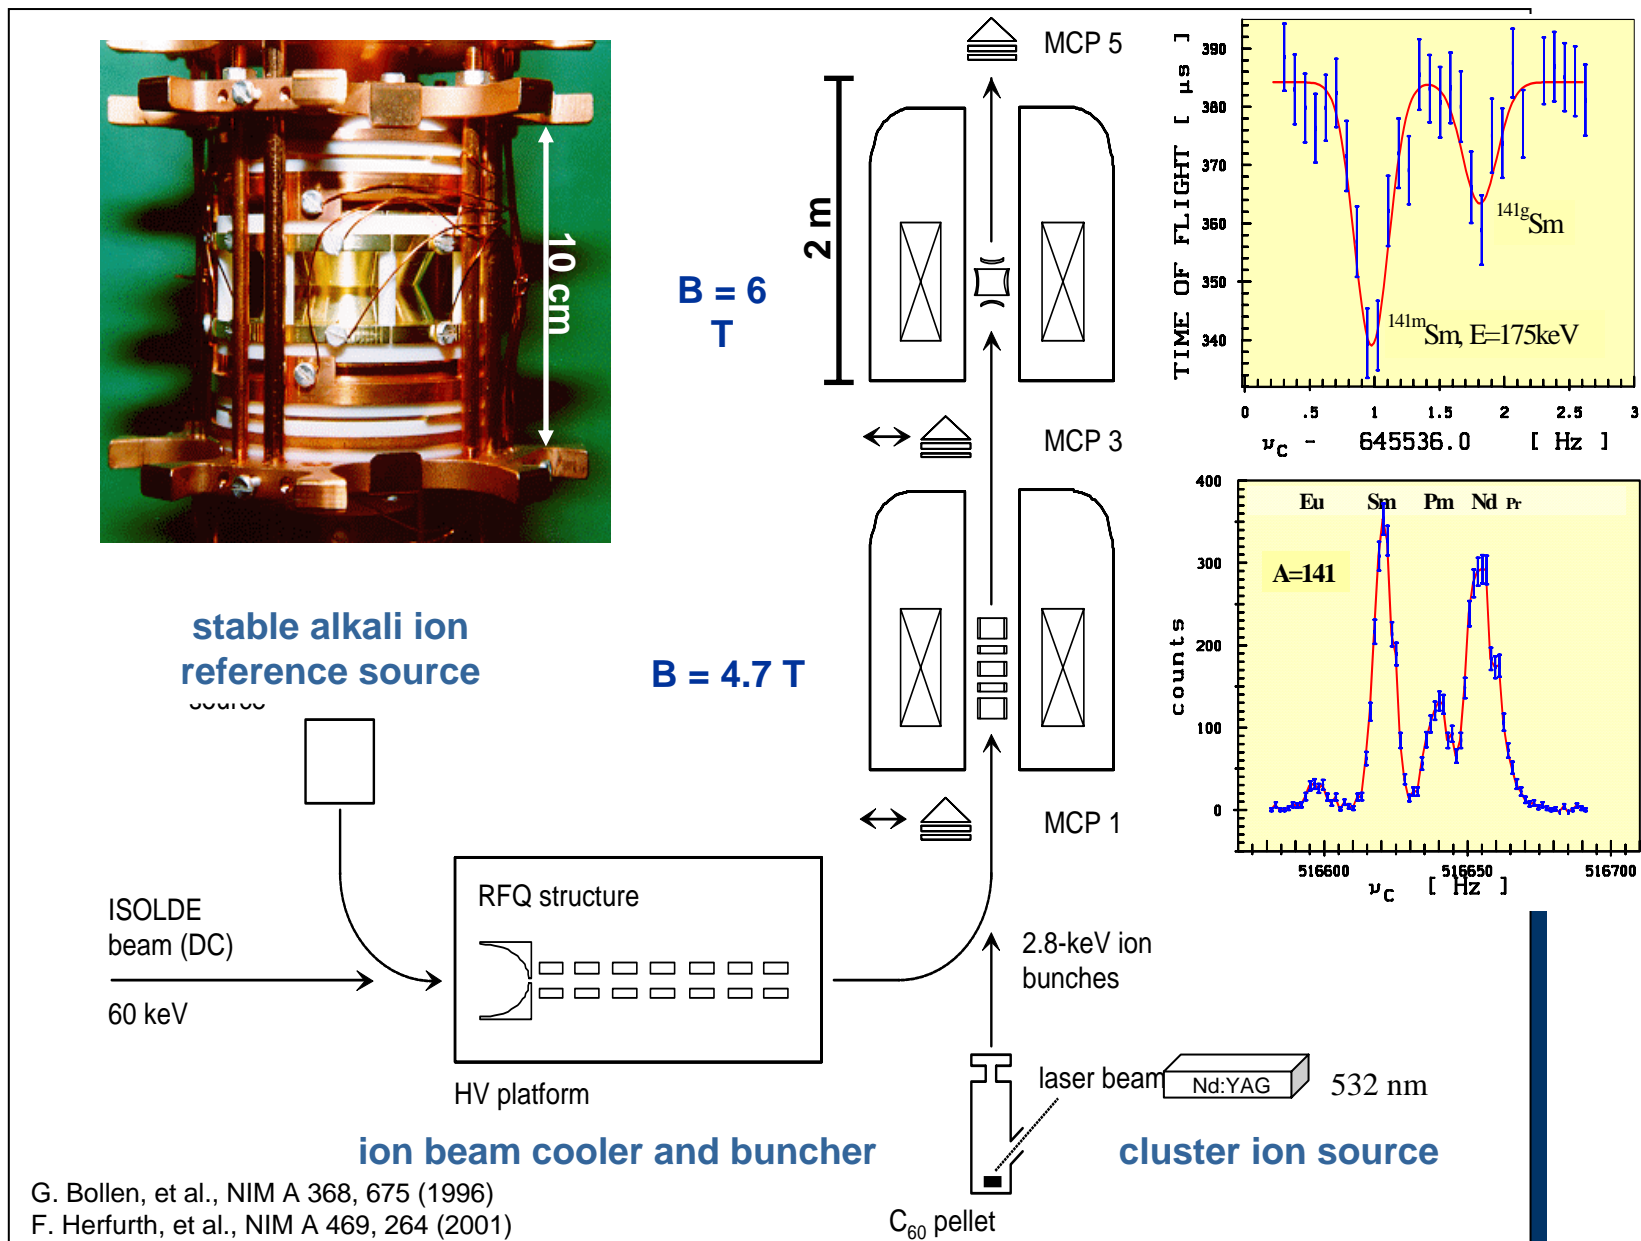 MCP 5
2 m
10 cm
B = 6
T
MCP 3
TIME OF FLIGHT [ µs ]
390
380
370
360
350
340
141gSm
141mSm, E=175keV
0 .5 1 1.5 2 2.5 3
νC - 645536.0 [ Hz ]
stable alkali ion
reference source
source
B = 4.7 T
MCP 1
counts
400
300
200
100
0
Eu Sm Pm Nd Pr
A=141
516600 516650 516700
νC [ Hz ]
ISOLDE
beam (DC)
60 keV
RFQ structure
HV platform
2.8-keV ion
bunches
laser beam
Nd:YAG
532 nm
ion beam cooler and buncher
cluster ion source
C60 pellet
G. Bollen, et al., NIM A 368, 675 (1996)
F. Herfurth, et al., NIM A 469, 264 (2001)